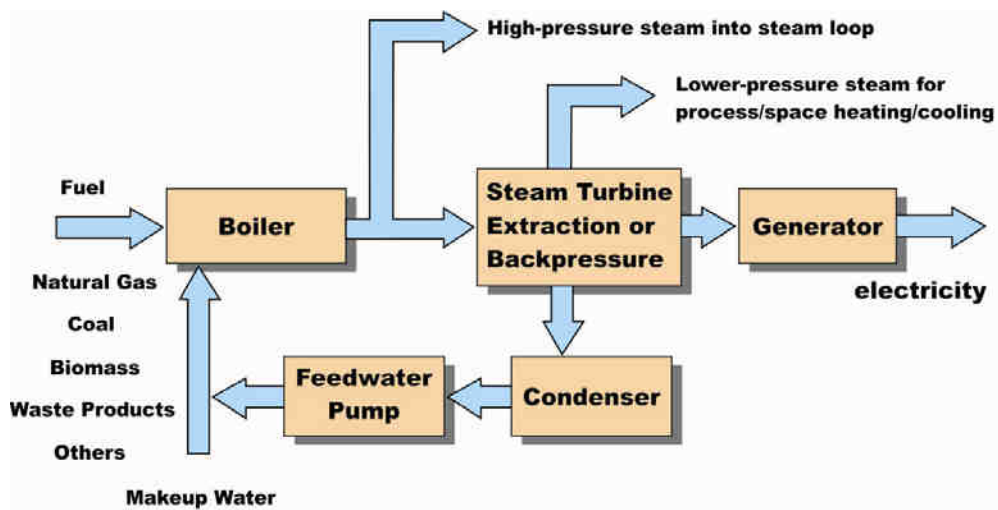 High-pressure steam into steam loop
Lower-pressure steam for
process/space heating/cooling
Fuel
Boiler
Steam Turbine
Extraction or
Backpressure
Generator
electricity
Natural Gas
Coal
Biomass
Waste Products
Others
Makeup Water
Feedwater
Pump
Condenser